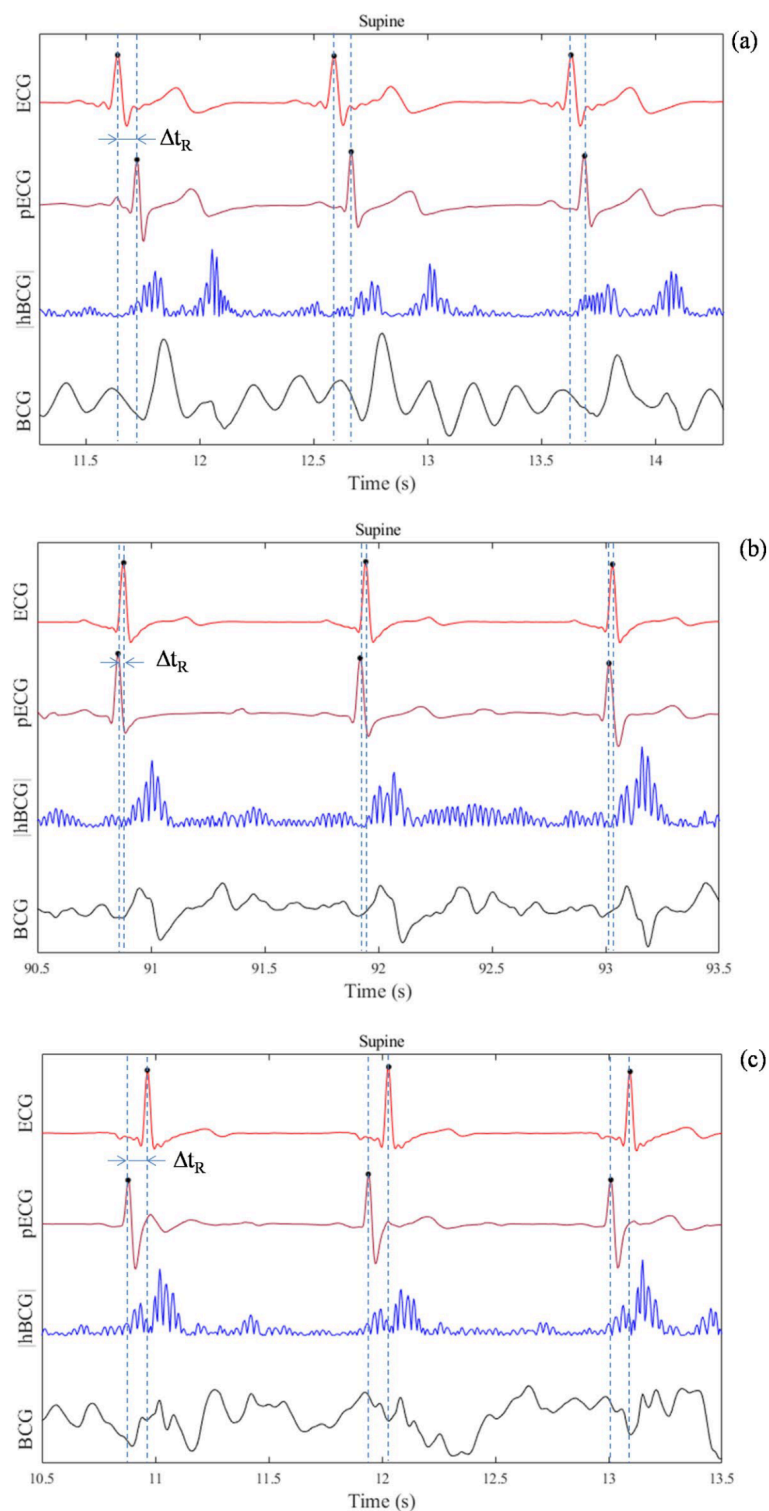 Supine
(a)
ECG
Δt_R
pECG
|hBCG|
BCG
11.5 12 12.5 13 13.5 14
Time (s)
Supine
(b)
ECG
Δt_R
pECG
|hBCG|
BCG
90.5 91 91.5 92 92.5 93 93.5
Time (s)
Supine
(c)
ECG
Δt_R
pECG
|hBCG|
BCG
10.5 11 11.5 12 12.5 13 13.5
Time (s)